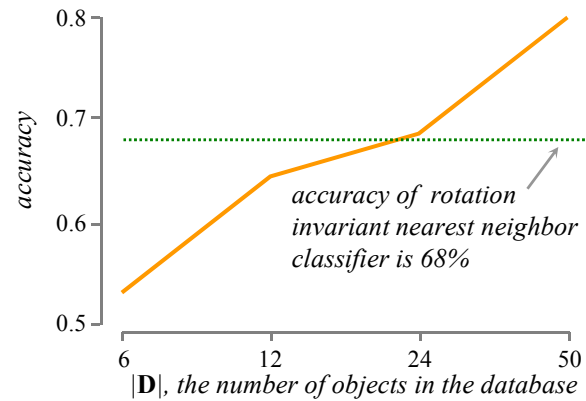 0.8
0.7
0.6
0.5
accuracy
accuracy of rotation
invariant nearest neighbor
classifier is 68%
6 12 24 50
|D|, the number of objects in the database